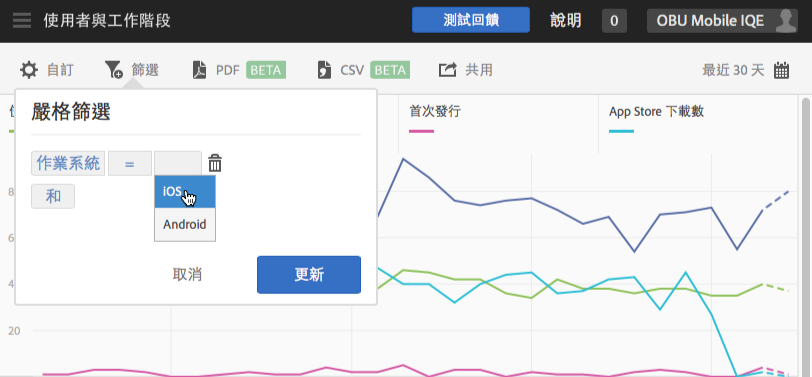 使用者與工作階段 測試回饋 說明 0 OBU Mobile IQE
自訂 篩選 PDF BETA CSV BETA 共用 最近 30 天
嚴格篩選
首次發行 App Store 下載數
作業系統 =
iOS
和
Android
取消 更新
8
6
4
20